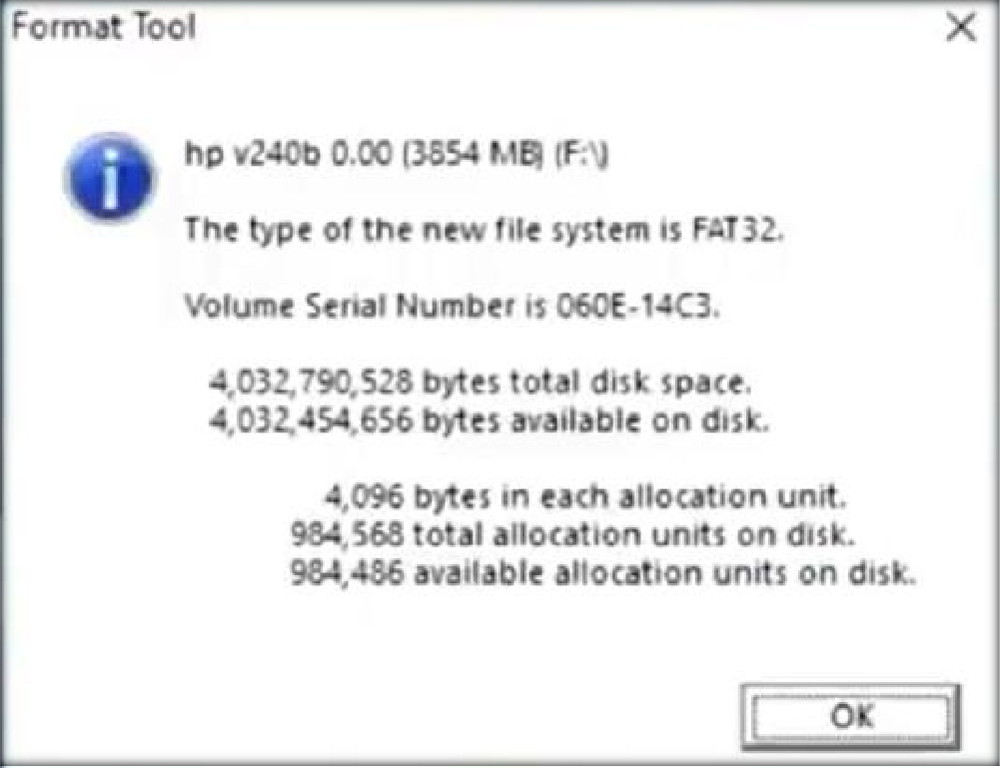 Format Tool
hp v240b 0.00 (3854 MB) (F:\)
The type of the new file system is FAT32.
Volume Serial Number is 060E-14C3.
4,032,790,528 bytes total disk space.
4,032,454,656 bytes available on disk.
4,096 bytes in each allocation unit.
984,568 total allocation units on disk.
984,486 available allocation units on disk.
OK